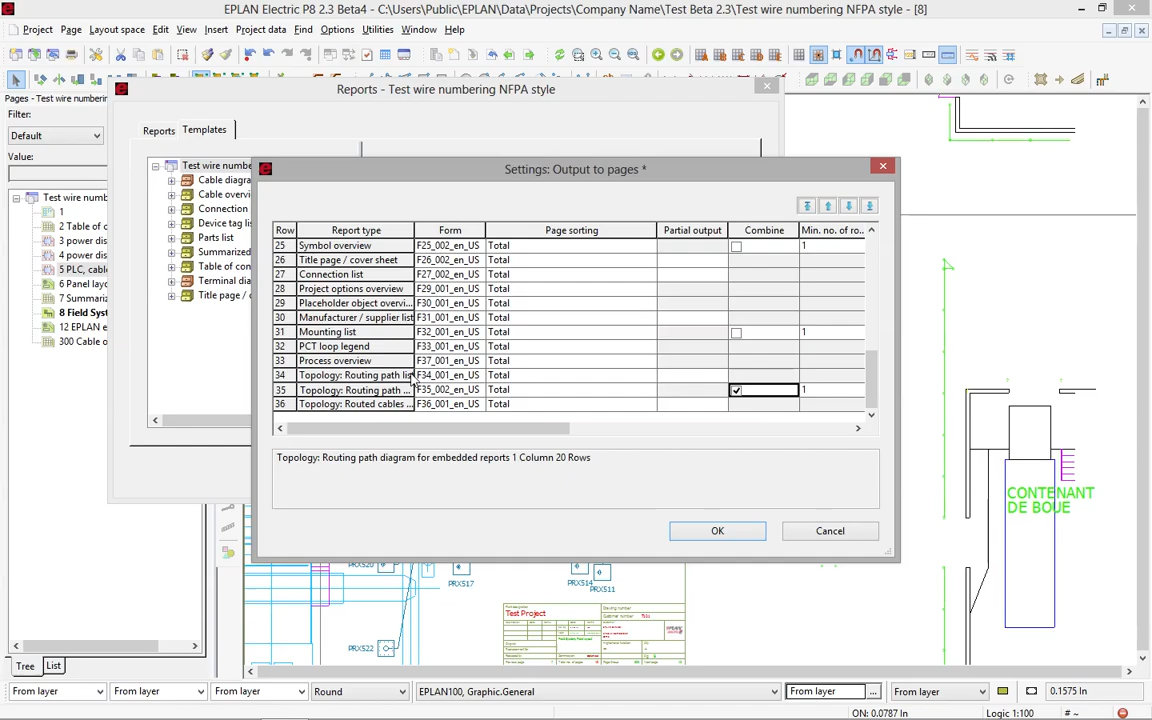 EPLAN Electric P8 2.3 Beta4 - C:\Users\Public\EPLAN\Data\Projects\Company Name\Test Beta 2.3\Test wire numbering NFPA style - [8]
Project Page Layout space Edit View Insert Project data Find Options Utilities Window Help
Pages - Test wire numberin
Filter:
Default
Value:
Test wire numb
1
2 Table of c
3 power dis
4 power dis
5 PLC, cabl
6 Panel layo
7 Summariz
8 Field Syst
12 EPLAN e
300 Cable o
Tree List
Reports - Test wire numbering NFPA style
Reports Templates
Test wire numbe
Cable diagra
Cable overvi
Connection
Device tag lis
Parts list
Summarized
Table of con
Terminal dia
Title page / c
Settings: Output to pages *
Row Report type Form Page sorting Partial output Combine Min. no. of ro...
25 Symbol overview F25_002_en_US Total 1
26 Title page / cover sheet F26_002_en_US Total
27 Connection list F27_002_en_US Total
28 Project options overview F29_001_en_US Total
29 Placeholder object overvi... F30_001_en_US Total
30 Manufacturer / supplier list F31_001_en_US Total
31 Mounting list F32_001_en_US Total 1
32 PCT loop legend F33_001_en_US Total
33 Process overview F37_001_en_US Total
34 Topology: Routing path lis F34_001_en_US Total
35 Topology: Routing path ... F35_002_en_US Total 1
36 Topology: Routed cables ... F36_001_en_US Total
Topology: Routing path diagram for embedded reports 1 Column 20 Rows
OK Cancel
CONTENANT
DE BOUE
PRX520
PRX517
PRX514
PRX511
PRX522
Test Project
From layer From layer From layer Round EPLAN100, Graphic.General From layer ... From layer 0.1575 In
ON: 0.0787 In Logic 1:100 # ~